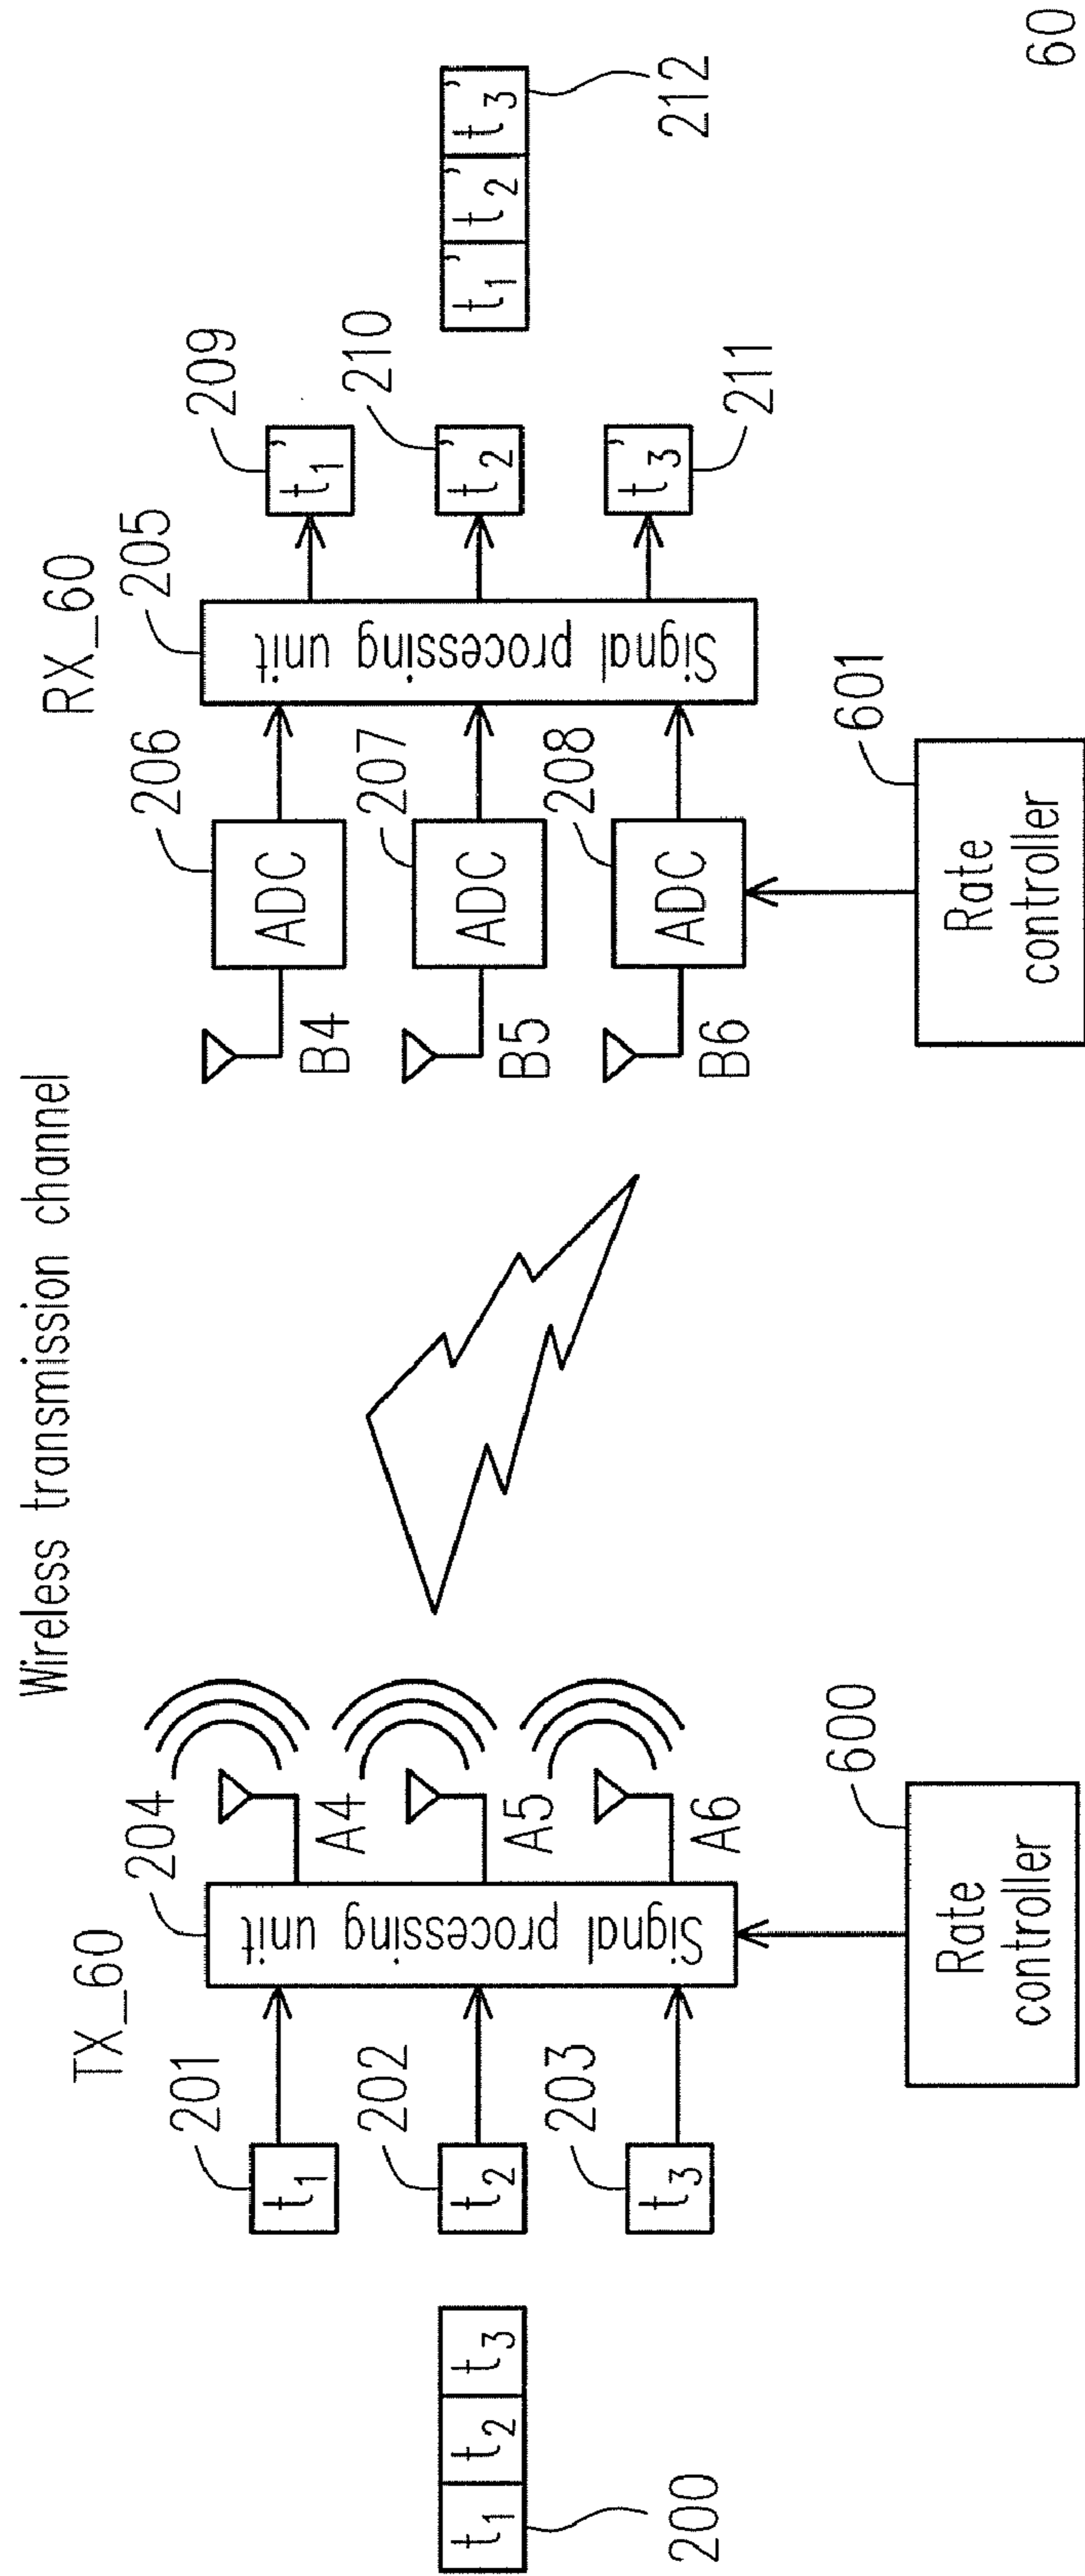 Wireless transmission channel
TX_60
RX_60
200
t1 t2 t3
201
t1
202
t2
203
t3
204
Signal processing
unit
A4
A5
A6
Rate
controller
600
B4
B5
B6
206
ADC
207
ADC
208
ADC
Rate
controller
601
205
Signal processing
unit
209
t1'
210
t2'
211
t3'
t1' t2' t3'
212
60